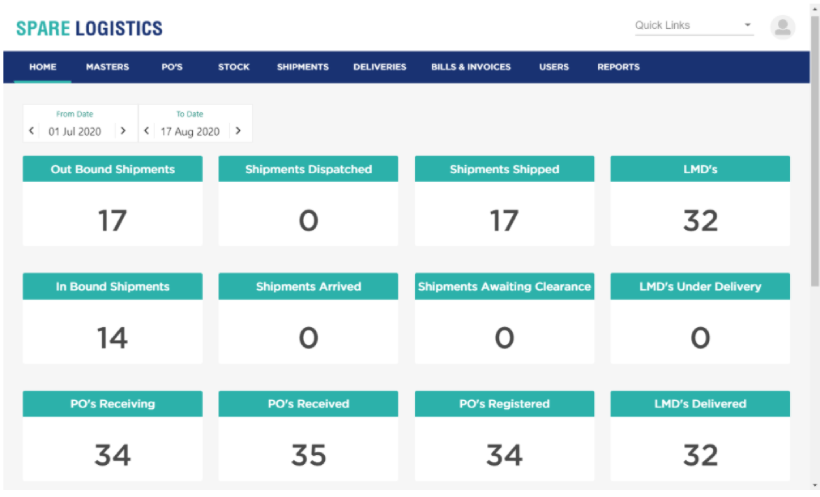 SPARE LOGISTICS
Quick Links
HOME MASTERS PO'S STOCK SHIPMENTS DELIVERIES BILLS & INVOICES USERS REPORTS
From Date To Date
01 Jul 2020 17 Aug 2020
Out Bound Shipments Shipments Dispatched Shipments Shipped LMD's
17 0 17 32
In Bound Shipments Shipments Arrived Shipments Awaiting Clearance LMD's Under Delivery
14 0 0 0
PO's Receiving PO's Received PO's Registered LMD's Delivered
34 35 34 32